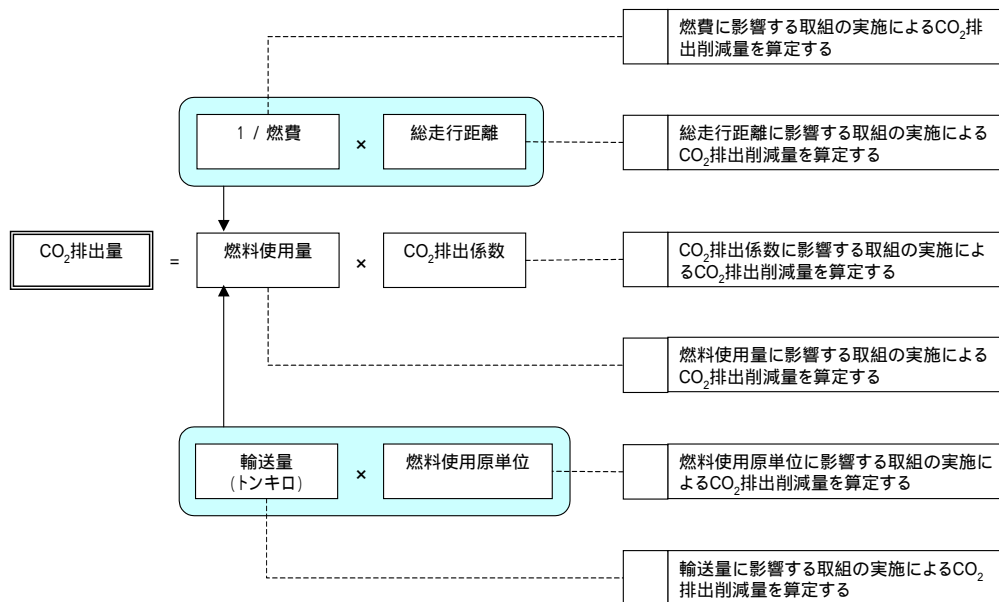 燃費に影響する取組の実施によるCO₂排
出削減量を算定する
1 / 燃費
×
総走行距離
総走行距離に影響する取組の実施による
CO₂排出削減量を算定する
CO₂排出量
=
燃料使用量
×
CO₂排出係数
CO₂排出係数に影響する取組の実施によ
るCO₂排出削減量を算定する
燃料使用量に影響する取組の実施による
CO₂排出削減量を算定する
輸送量
(トンキロ)
×
燃料使用原単位
燃料使用原単位に影響する取組の実施に
よるCO₂排出削減量を算定する
輸送量に影響する取組の実施によるCO₂
排出削減量を算定する